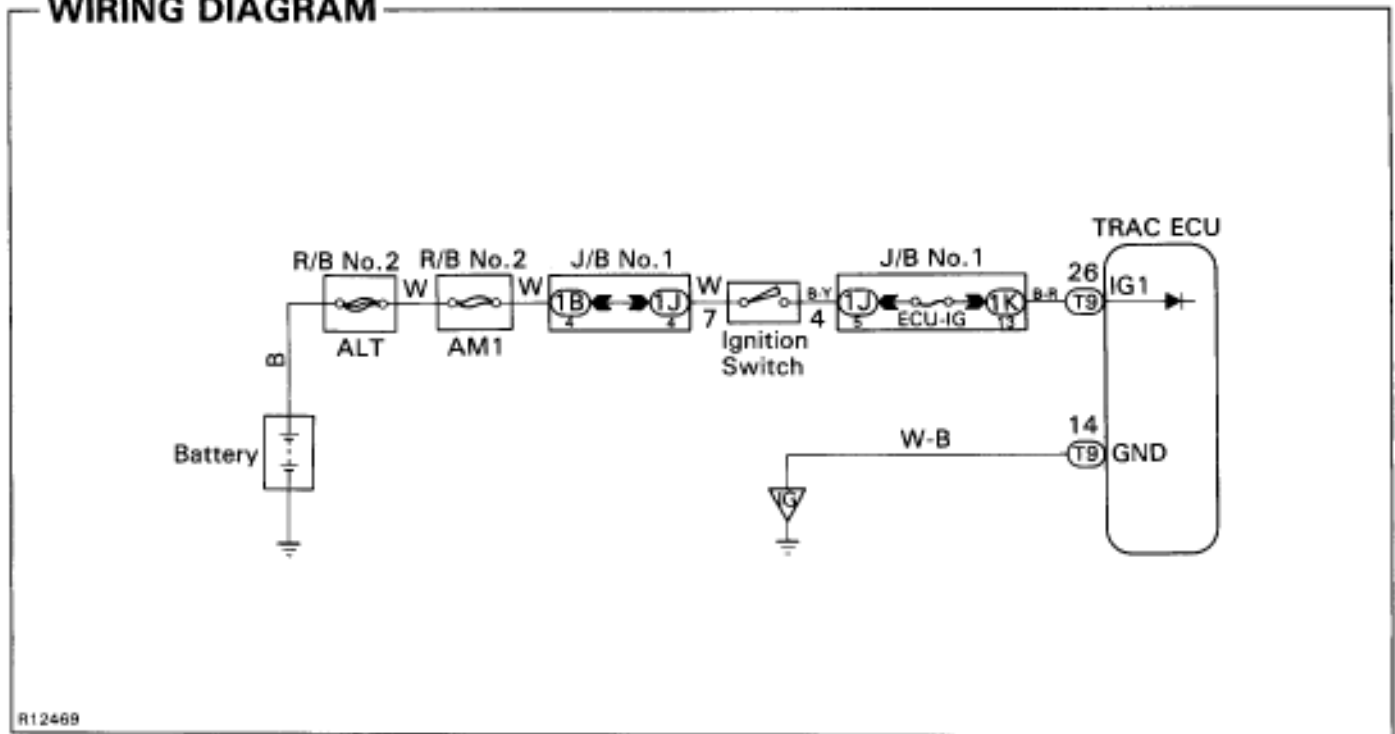 WIRING DIAGRAM
TRAC ECU
R/B No.2 R/B No.2 J/B No.1 J/B No.1
W W W B-Y B-R 26 IG1
1B 1J 1J 1K T9
4 4 7 4 5 ECU-IG 13
ALT AM1 Ignition
Switch
B
Battery
W-B 14
T9 GND
IG
R12469